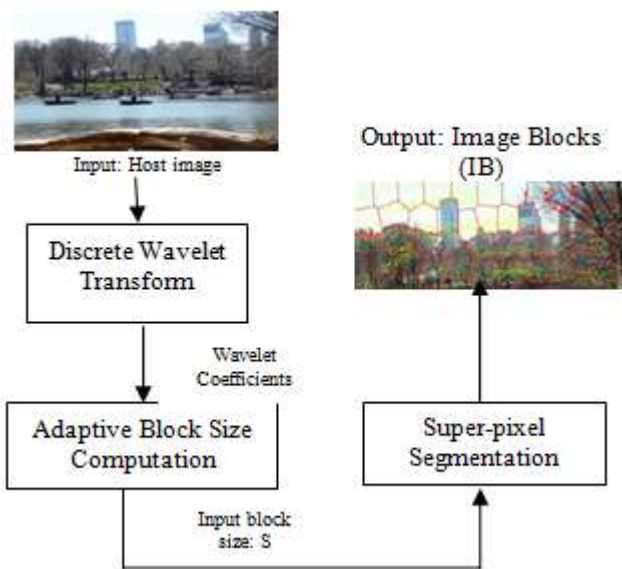 Input: Host image
Discrete Wavelet
Transform
Wavelet
Coefficients
Adaptive Block Size
Computation
Input block
size: S
Super-pixel
Segmentation
Output: Image Blocks
(IB)